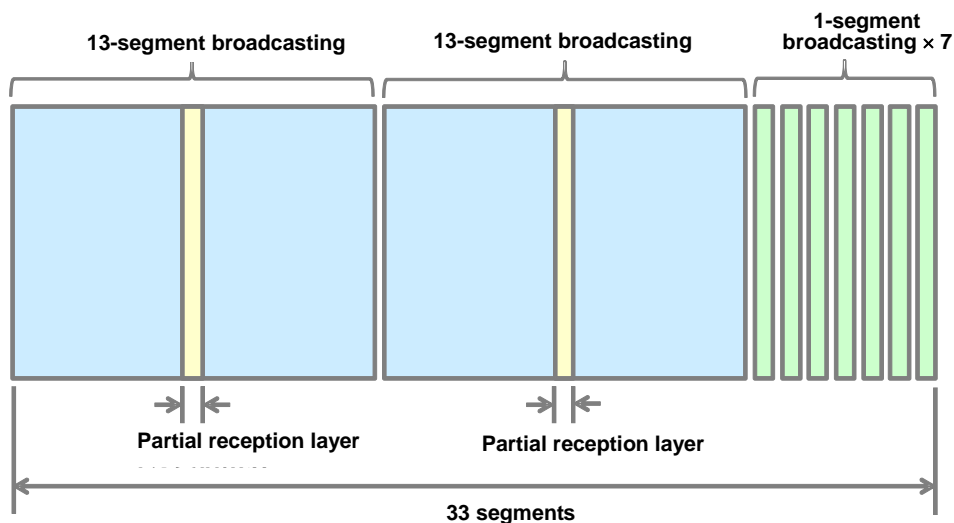 13-segment broadcasting
13-segment broadcasting
1-segment
broadcasting × 7
Partial reception layer
Partial reception layer
33 segments